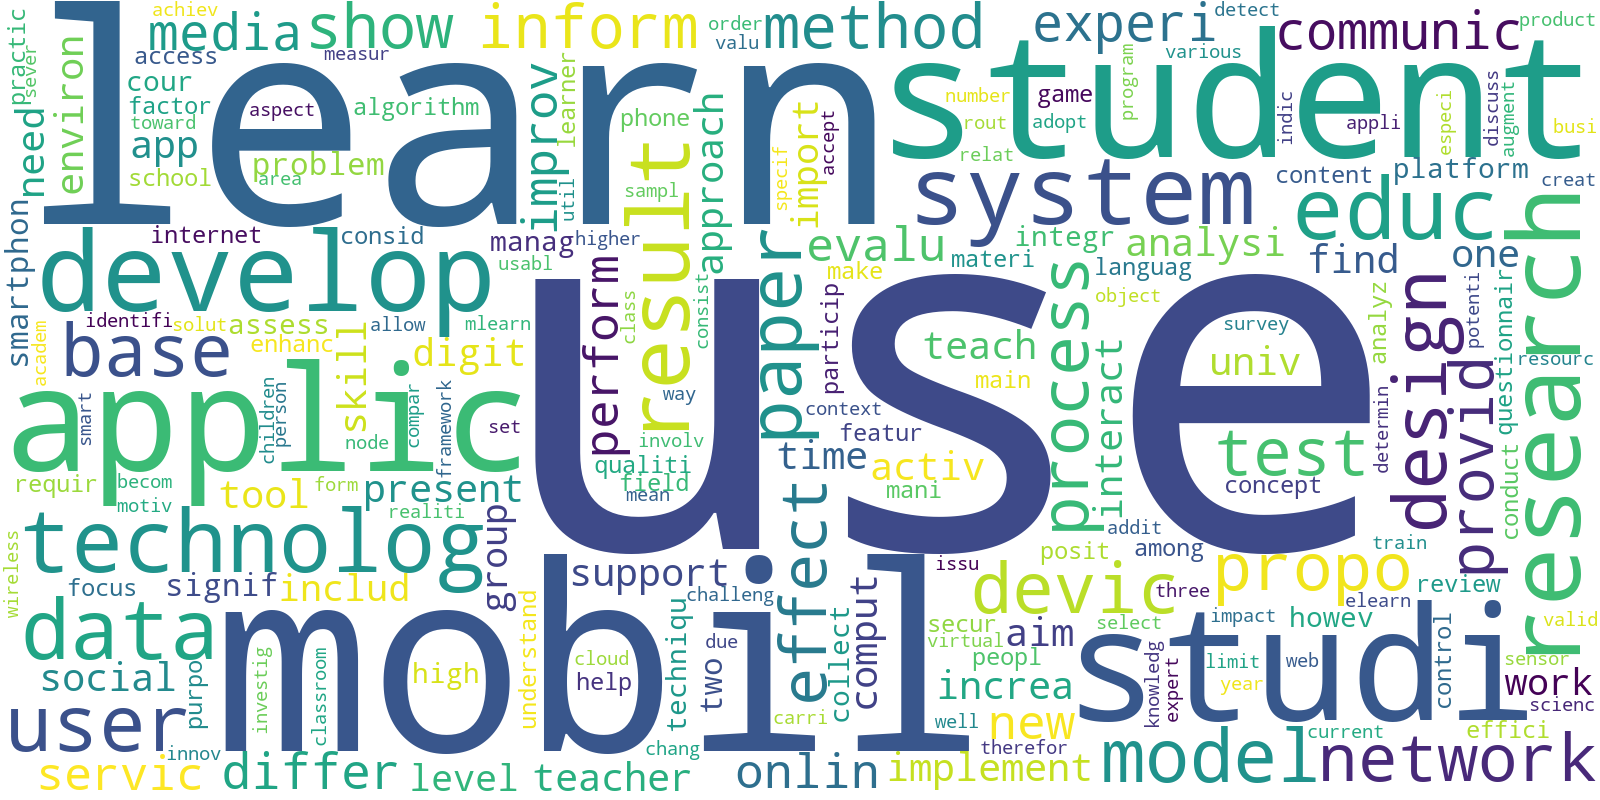 achiev
media
show
inform
method
experi
detect
communic
product
practic
sever
need
environ
access
measur
order
valu
various
cour
factor
toward
aspect
algorithm
app
school
problem
area
learn
improv
learner
util
phone
sampl
approach
specif
import
accept
student
number
rout
game
adopt
program
relat
indic
appli
especi
discuss
augment
busi
system
content
platform
creat
educ
smartphon
develop
internet
consid
manag
higher
usabl
result
paper
evalu
materi
make
integr
analysi
languag
object
find
one
research
identifi
solut
assess
allow
mlearn
academ
base
enhanc
skill
digit
perform
class
consist
particip
use
teach
main
process
interact
survey
univ
analyz
design
potenti
questionnair
resourc
provid
applic
smart
children
person
node
compar
framework
set
way
involv
context
featur
time
activ
mani
qualiti
field
mean
test
concept
determin
conduct
requir
becom
motiv
tool
form
present
realiti
technolog
group
wireless
focus
signif
includ
support
challeng
effect
comput
issu
devic
posit
among
addit
three
propo
train
review
elearn
data
mobil
understand
techniqu
two
due
collect
secur
virtual
aim
peopl
select
impact
howev
valid
studi
knowledg
expert
limit
year
web
control
sensor
work
scienc
social
purpo
investig
classroom
high
cloud
help
carri
increa
new
well
user
innov
chang
therefor
current
effici
servic
differ
level
teacher
onlin
implement
model
network